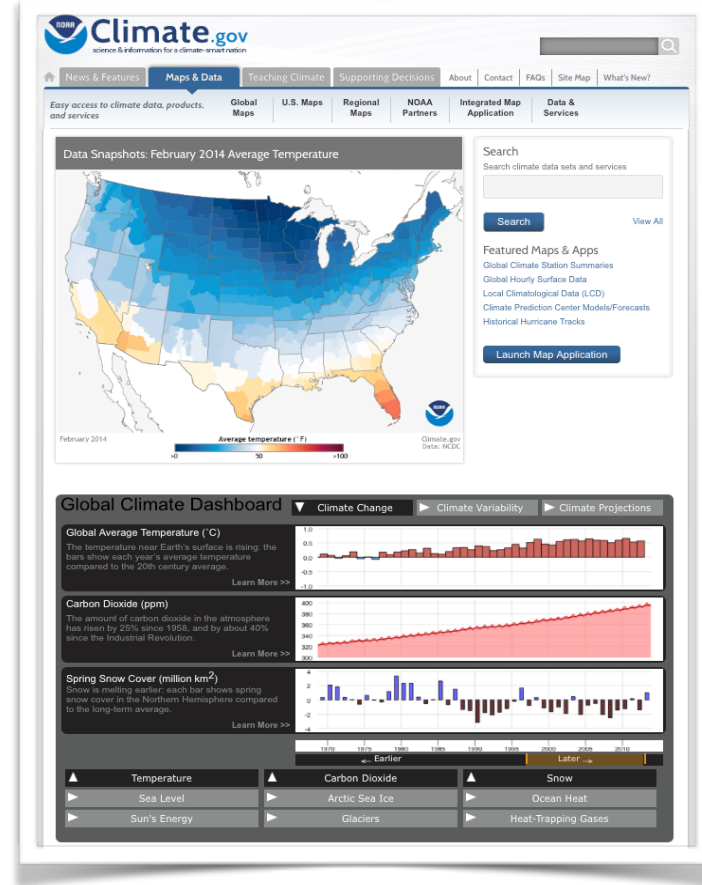 NOAA
Climate.gov
science & information for a climate-smart nation
News & Features
Maps & Data
Teaching Climate
Supporting Decisions
About
Contact
FAQs
Site Map
What's New?
Easy access to climate data, products,
and services
Global
Maps
U.S. Maps
Regional
Maps
NOAA
Partners
Integrated Map
Application
Data &
Services
Data Snapshots: February 2014 Average Temperature
NOAA
February 2014
Average temperature (°F)
Climate.gov
Data: NCDC
50
>100
Search
Search climate data sets and services
Search
View All
Featured Maps & Apps
Global Climate Station Summaries
Global Hourly Surface Data
Local Climatological Data (LCD)
Climate Prediction Center Models/Forecasts
Historical Hurricane Tracks
Launch Map Application
Global Climate Dashboard
Climate Change
Climate Variability
Climate Projections
Global Average Temperature (˚C)
The temperature near Earth's surface is rising: the
bars show each year's average temperature
compared to the 20th century average.
Learn More >>
1.0
0.5
0.0
-0.5
-1.0
Carbon Dioxide (ppm)
The amount of carbon dioxide in the atmosphere
has risen by 25% since 1958, and by about 40%
since the Industrial Revolution.
Learn More >>
400
380
360
340
320
300
Spring Snow Cover (million km2)
Snow is melting earlier: each bar shows spring
snow cover in the Northern Hemisphere compared
to the long-term average.
Learn More >>
4
2
0
-2
-4
1970 1975 1980 1985 1990 1995 2000 2005 2010
← Earlier
Later →
Temperature
Carbon Dioxide
Snow
Sea Level
Arctic Sea Ice
Ocean Heat
Sun's Energy
Glaciers
Heat-Trapping Gases